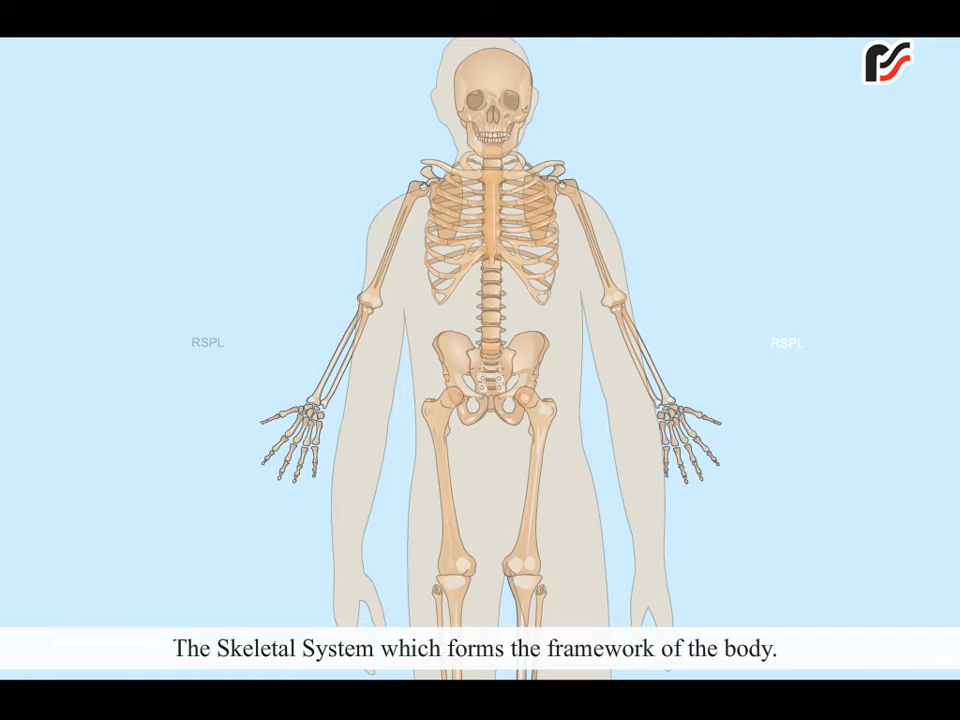 RSPL
RSPL
The Skeletal System which forms the framework of the body.